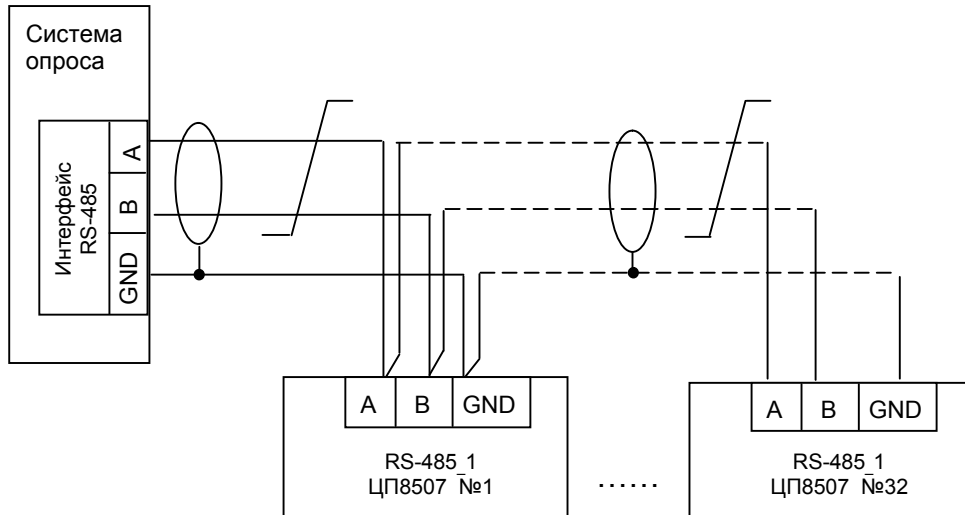 Система
опроса
Интерфейс
RS-485
A
B
GND
A
B
GND
RS-485_1
ЦП8507 №1
......
A
B
GND
RS-485_1
ЦП8507 №32